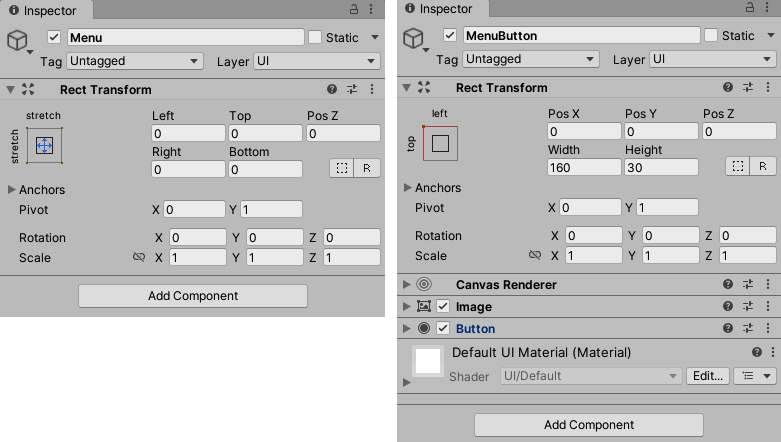 Inspector
Menu
Static
Tag Untagged Layer UI
Rect Transform
stretch
stretch
Left Top Pos Z
0 0 0
Right Bottom
0 0 R
Anchors
Pivot X 0 Y 1
Rotation X 0 Y 0 Z 0
Scale X 1 Y 1 Z 1
Add Component
Inspector
MenuButton
Static
Tag Untagged Layer UI
Rect Transform
left
top
Pos X Pos Y Pos Z
0 0 0
Width Height
160 30 R
Anchors
Pivot X 0 Y 1
Rotation X 0 Y 0 Z 0
Scale X 1 Y 1 Z 1
Canvas Renderer
Image
Button
Default UI Material (Material)
Shader UI/Default Edit...
Add Component